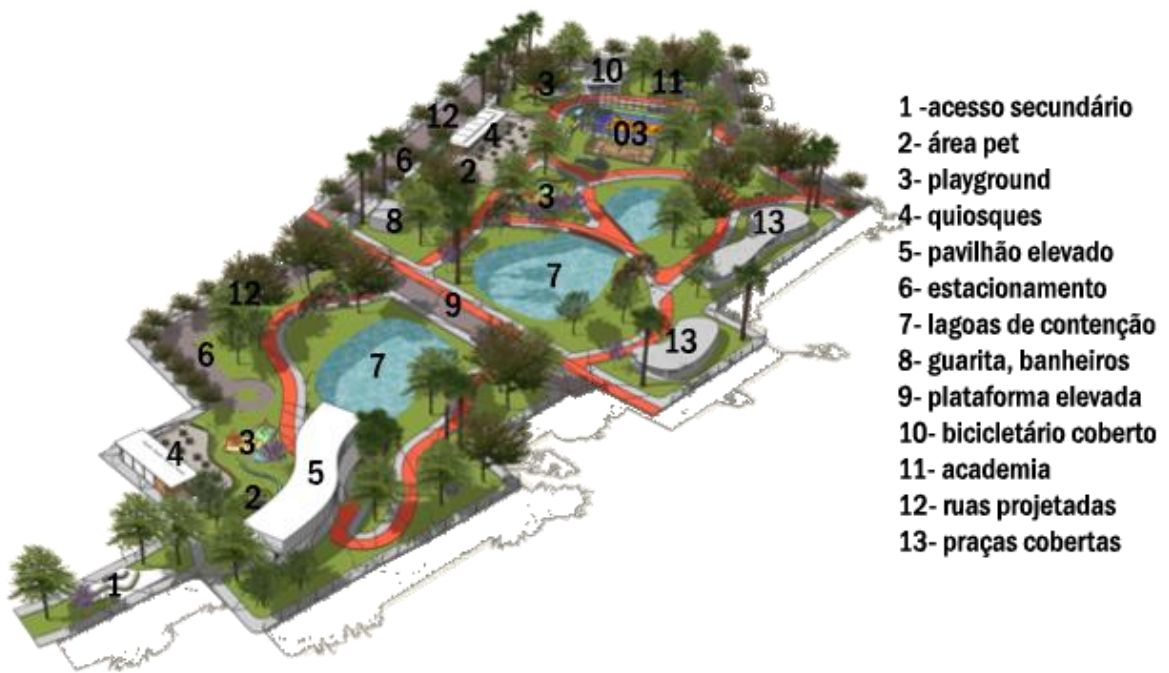 10
3
11
12
4
03
6
2
3
8
13
7
9
12
13
6
7
3
4
5
2
1
1 -acesso secundário
2- área pet
3- playground
4- quiosques
5- pavilhão elevado
6- estacionamento
7- lagoas de contenção
8- guarita, banheiros
9- plataforma elevada
10- bicicletário coberto
11- academia
12- ruas projetadas
13- praças cobertas